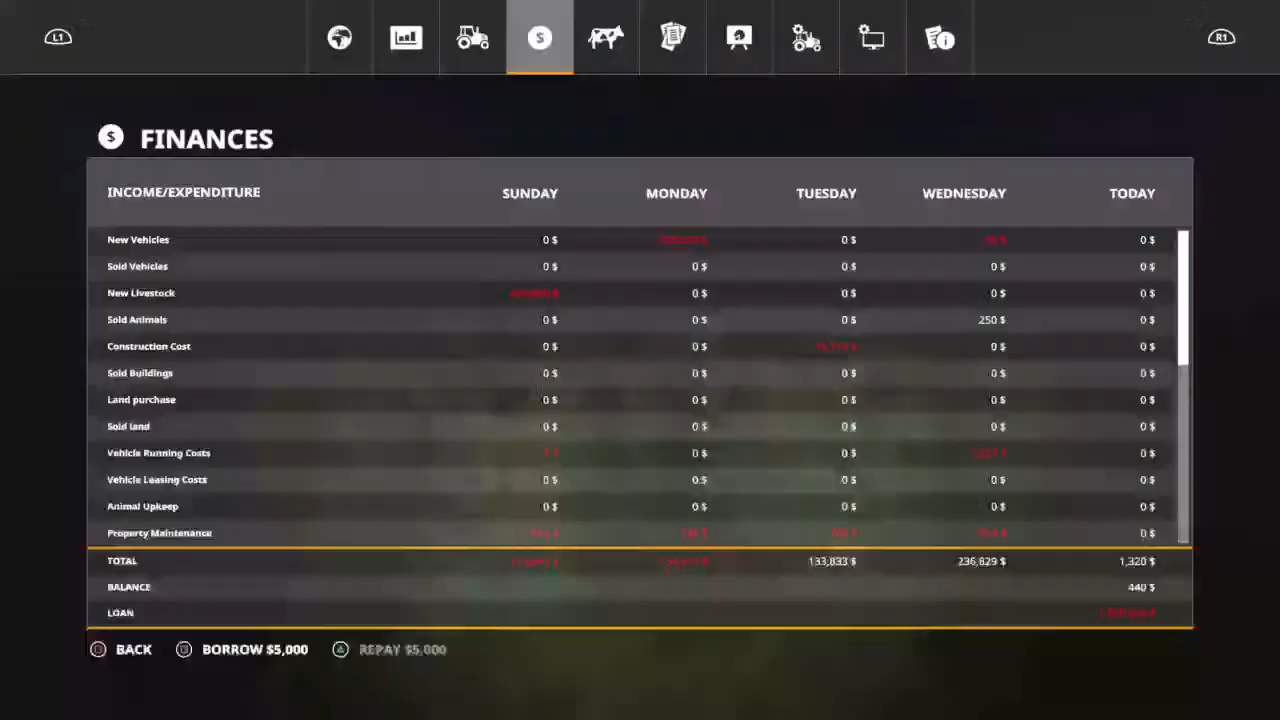 L1
$
R1
$ FINANCES
INCOME/EXPENDITURE SUNDAY MONDAY TUESDAY WEDNESDAY TODAY
New Vehicles 0 $ 0 $ 0 $
Sold Vehicles 0 $ 0 $ 0 $ 0 $ 0 $
New Livestock 0 $ 0 $ 0 $ 0 $
Sold Animals 0 $ 0 $ 0 $ 250 $ 0 $
Construction Cost 0 $ 0 $ 0 $ 0 $
Sold Buildings 0 $ 0 $ 0 $ 0 $ 0 $
Land purchase 0 $ 0 $ 0 $ 0 $ 0 $
Sold land 0 $ 0 $ 0 $ 0 $ 0 $
Vehicle Running Costs 0 $ 0 $ 0 $
Vehicle Leasing Costs 0 $ 0 $ 0 $ 0 $ 0 $
Animal Upkeep 0 $ 0 $ 0 $ 0 $ 0 $
Property Maintenance 0 $
TOTAL 133,833 $ 236,829 $ 1,320 $
BALANCE 440 $
LOAN
BACK BORROW $5,000 REPAY $5,000